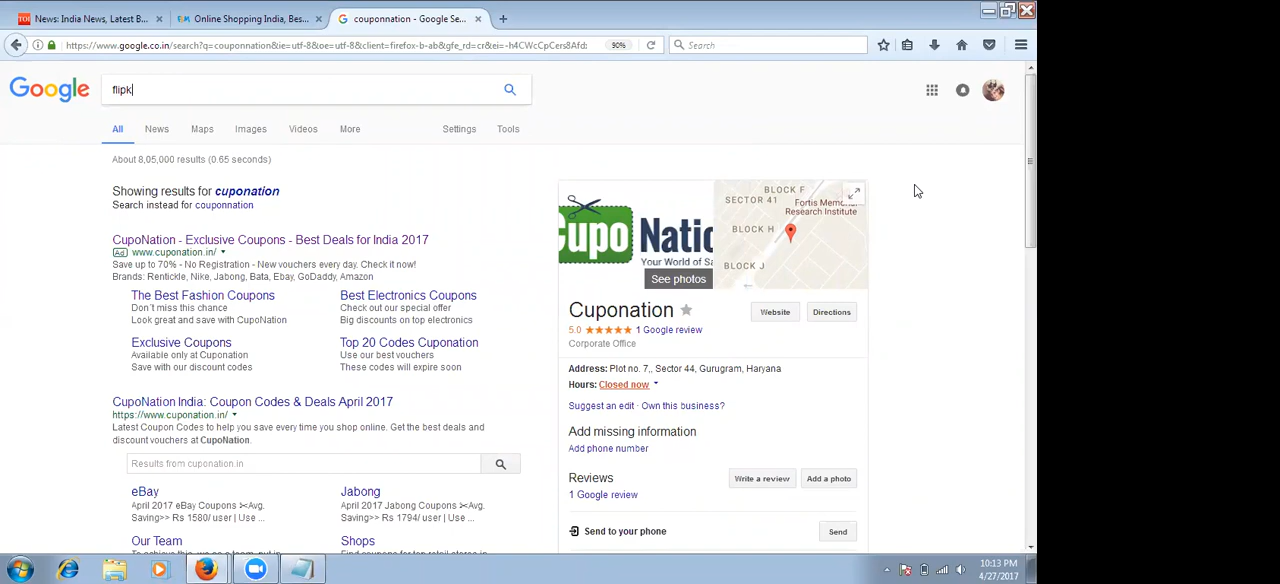 News: India News, Latest B...
Online Shopping India, Bes...
couponnation - Google Se...
https://www.google.co.in/search?q=couponnation&ie=utf-8&oe=utf-8&client=firefox-b-ab&gfe_rd=cr&ei=-h4CWcCpCers8Afd:
90%
Search
Google
flipk
All
News
Maps
Images
Videos
More
Settings
Tools
About 8,05,000 results (0.65 seconds)
Showing results for cuponation
Search instead for couponnation
CupoNation - Exclusive Coupons - Best Deals for India 2017
Ad www.cuponation.in/
Save up to 70% - No Registration - New vouchers every day. Check it now!
Brands: Rentickle, Nike, Jabong, Bata, Ebay, GoDaddy, Amazon
The Best Fashion Coupons
Don't miss this chance
Look great and save with CupoNation
Best Electronics Coupons
Check out our special offer
Big discounts on top electronics
Exclusive Coupons
Available only at Cuponation
Save with our discount codes
Top 20 Codes Cuponation
Use our best vouchers
These codes will expire soon
CupoNation India: Coupon Codes & Deals April 2017
https://www.cuponation.in/
Latest Coupon Codes to help you save every time you shop online. Get the best deals and
discount vouchers at CupoNation.
Results from cuponation.in
eBay
April 2017 eBay Coupons ✂Avg.
Saving>> Rs 1580/ user | Use ...
Jabong
April 2017 Jabong Coupons ✂Avg.
Saving>> Rs 1794/ user | Use ...
Our Team
Shops
CupoNatio
Your World of Sa
See photos
BLOCK F
SECTOR 41
Fortis Memor
Research Institute
BLOCK H
BLOCK J
Cuponation
Website
Directions
5.0 ★★★★★ 1 Google review
Corporate Office
Address: Plot no. 7,, Sector 44, Gurugram, Haryana
Hours: Closed now
Suggest an edit · Own this business?
Add missing information
Add phone number
Reviews
Write a review
Add a photo
1 Google review
Send to your phone
Send
10:13 PM
4/27/2017